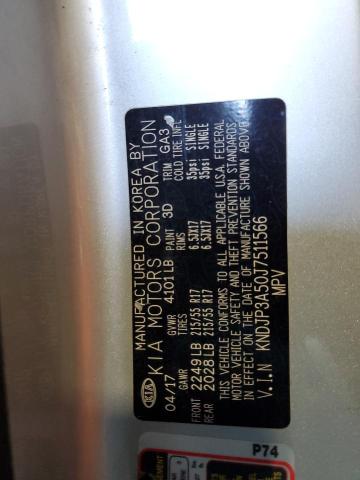 MANUFACTURED IN KOREA BY
KIA KIA MOTORS CORPORATION
04/17 GVWR 4101LB PAINT 3D TRIM GA3
GAWR TIRES RIMS COLD TIRE INFL
FRONT 2249LB 215/55 R17 6.5JX17 35psi SINGLE
REAR 2028LB 215/55 R17 6.5JX17 35psi SINGLE
THIS VEHICLE CONFORMS TO ALL APPLICABLE U.S.A. FEDERAL
MOTOR VEHICLE SAFETY AND THEFT PREVENTION STANDARDS
IN EFFECT ON THE DATE OF MANUFACTURE SHOWN ABOVE
V.I.N KNDJP3A50J7511566
MPV
P74